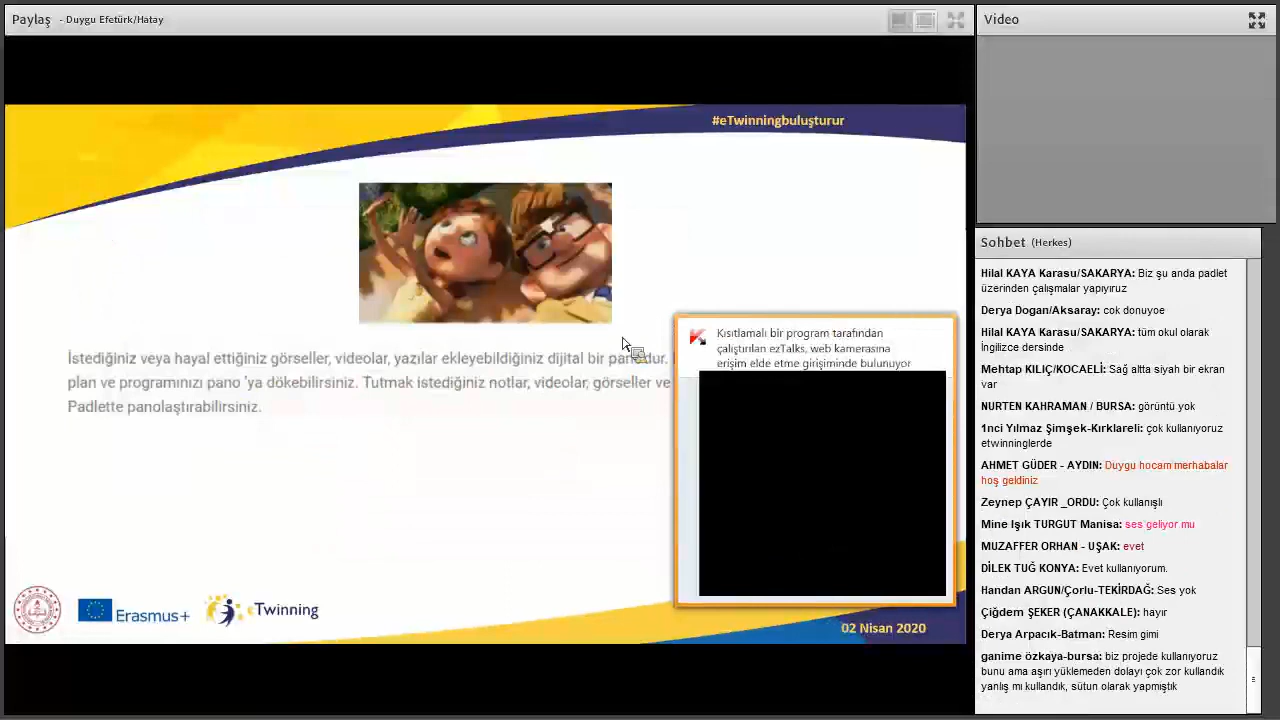 Paylaş - Duygu Efetürk/Hatay
#eTwinningbuluşturur
İstediğiniz veya hayal ettiğiniz görseller, videolar, yazılar ekleyebildiğiniz dijital bir panodur.
plan ve programınızı pano 'ya dökebilirsiniz. Tutmak istediğiniz notlar, videolar, görseller ve
Padlette panolaştırabilirsiniz.
Kısıtlamalı bir program tarafından
çalıştırılan ezTalks, web kamerasına
erişim elde etme girişiminde bulunuyor
Erasmus+
eTwinning
02 Nisan 2020
Video
Sohbet (Herkes)
Hilal KAYA Karasu/SAKARYA: Biz şu anda padlet
üzerinden çalışmalar yapıyıruz
Derya Dogan/Aksaray: cok donuyoe
Hilal KAYA Karasu/SAKARYA: tüm okul olarak
İngilizce dersinde
Mehtap KILIÇ/KOCAELİ: Sağ altta siyah bir ekran
var
NURTEN KAHRAMAN / BURSA: görüntü yok
1nci Yılmaz Şimşek-Kırklareli: çok kullanıyoruz
etwinninglerde
AHMET GÜDER - AYDIN: Duygu hocam merhabalar
hoş geldiniz
Zeynep ÇAYIR _ORDU: Çok kullanışlı
Mine Işık TURGUT Manisa: ses geliyor mu
MUZAFFER ORHAN - UŞAK: evet
DİLEK TUĞ KONYA: Evet kullanıyorum.
Handan ARGUN/Çorlu-TEKİRDAĞ: Ses yok
Çiğdem ŞEKER (ÇANAKKALE): hayır
Derya Arpacık-Batman: Resim gimi
ganime özkaya-bursa: biz projede kullanıyoruz
bunu ama aşırı yüklemeden dolayı çok zor kullandık
yanlış mı kullandık, sütun olarak yapmıştık